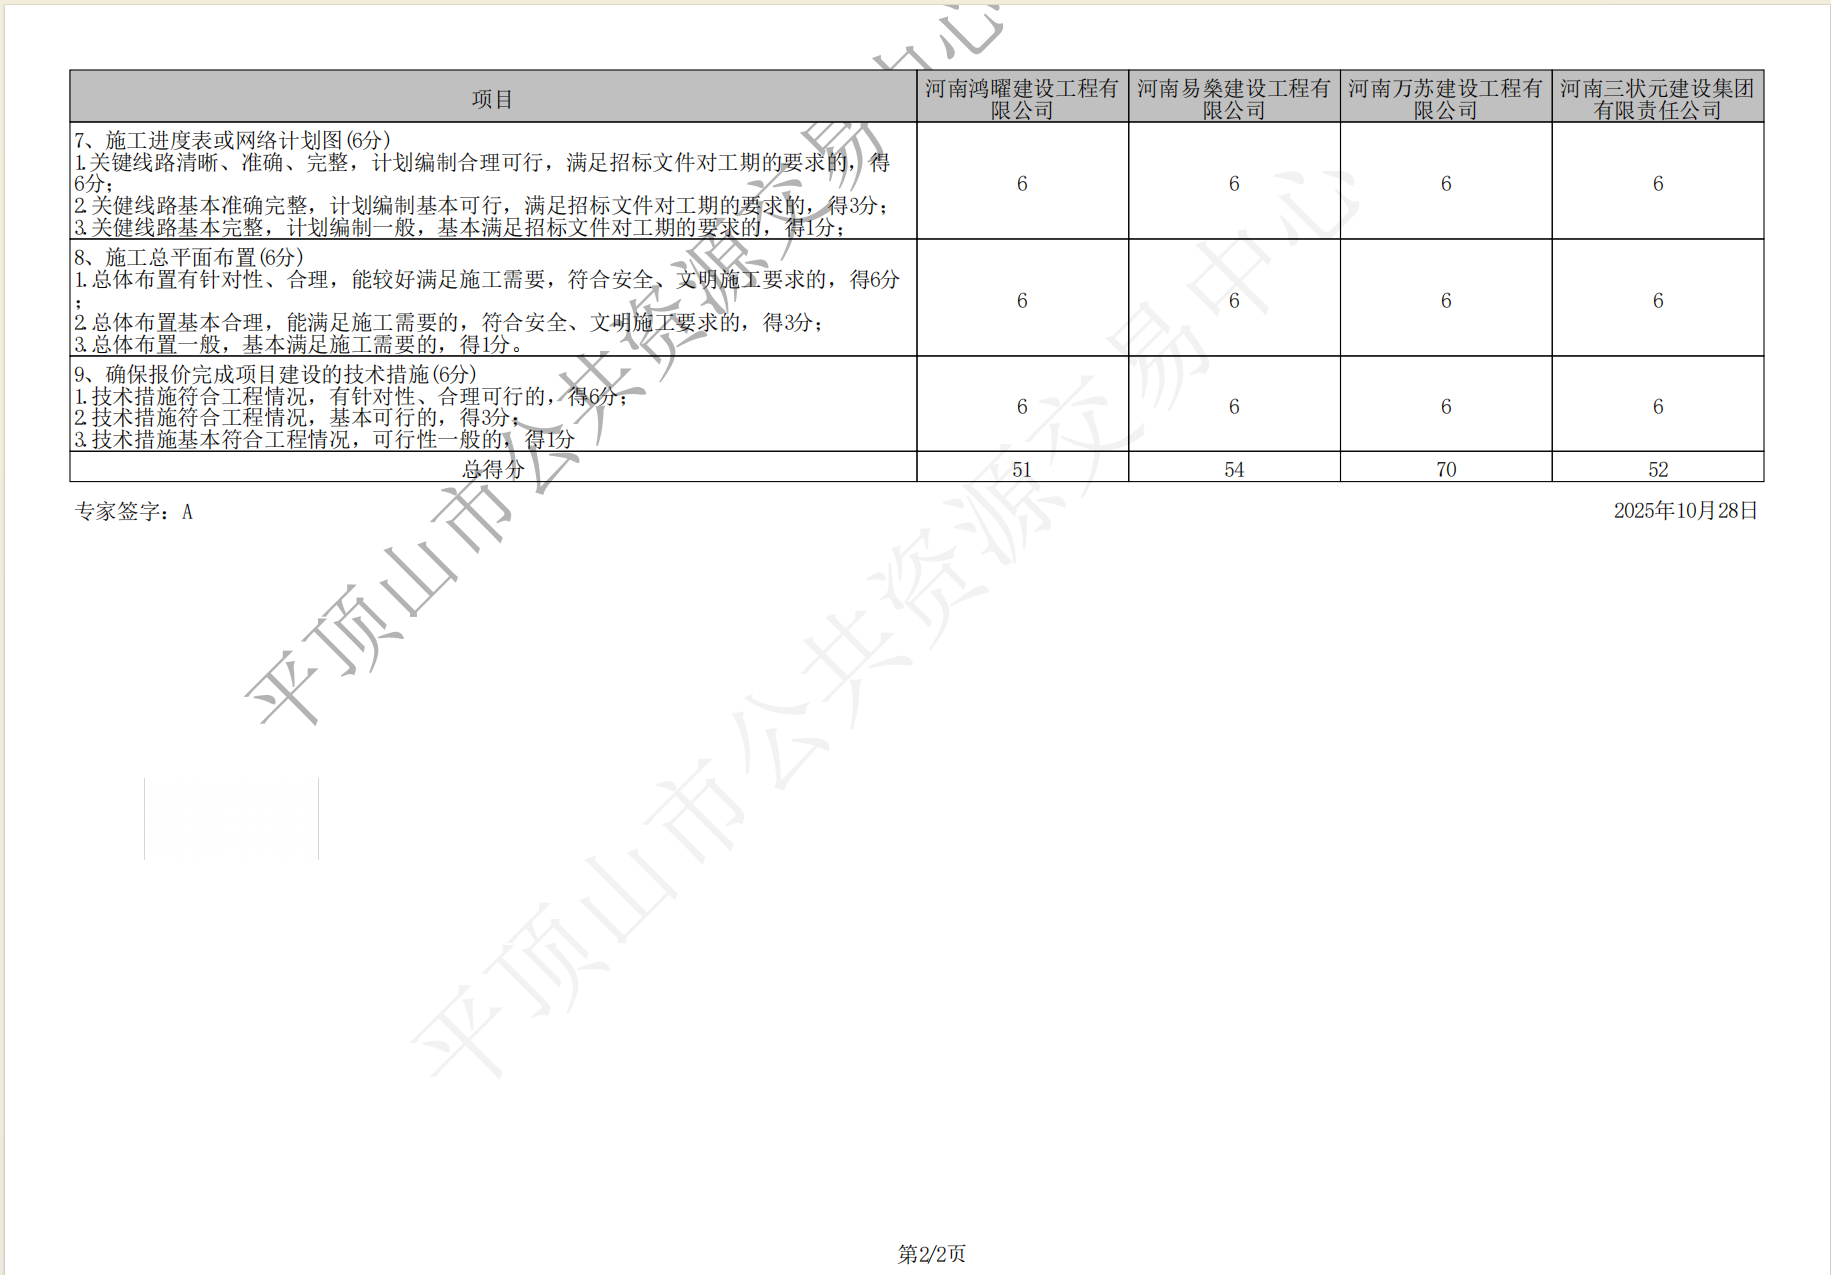 项目
河南鸿曜建设工程有
限公司
河南易燊建设工程有
限公司
河南万苏建设工程有
限公司
河南三状元建设集团
有限责任公司
7、施工进度表或网络计划图(6分)
1.关键线路清晰、准确、完整，计划编制合理可行，满足招标文件对工期的要求的，得
6分；
2.关健线路基本准确完整，计划编制基本可行，满足招标文件对工期的要求的，得3分；
3.关健线路基本完整，计划编制一般，基本满足招标文件对工期的要求的，得1分；
6 6 6 6
8、施工总平面布置(6分)
1.总体布置有针对性、合理，能较好满足施工需要，符合安全、文明施工要求的，得6分
；
2.总体布置基本合理，能满足施工需要的，符合安全、文明施工要求的，得3分；
3.总体布置一般，基本满足施工需要的，得1分。
6 6 6 6
9、确保报价完成项目建设的技术措施(6分)
1.技术措施符合工程情况，有针对性、合理可行的，得6分；
2.技术措施符合工程情况，基本可行的，得3分；
3.技术措施基本符合工程情况，可行性一般的，得1分
6 6 6 6
总得分 51 54 70 52
专家签字：A
2025年10月28日
平顶山市公共资源交易中心
平顶山市公共资源交易中心
第2/2页